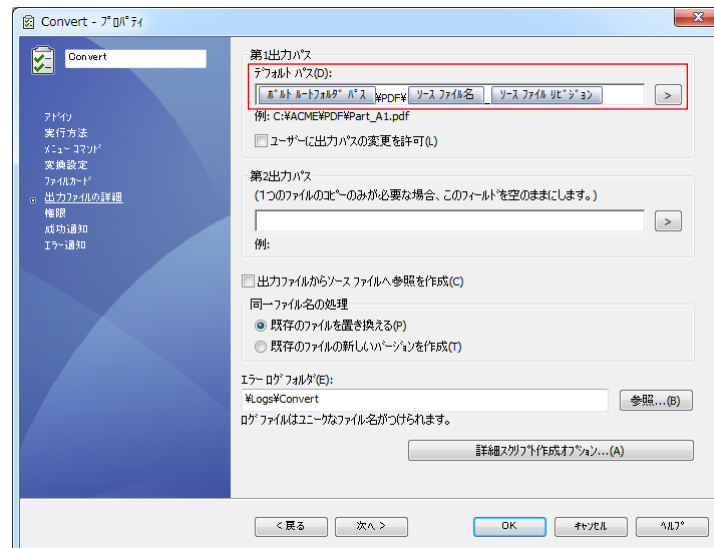 Convert - プロパティ
Convert
アドイン
実行方法
メニュー コマンド
変換設定
ファイルカード
出力ファイルの詳細
権限
成功通知
エラー通知
第1出力パス
デフォルト パス(D):
ボルト ルートフォルダ パス ¥PDF¥ ソース ファイル名 _ ソース ファイル リビジョン >
例: C:¥ACME¥PDF¥Part_A1.pdf
ユーザーに出力パスの変更を許可(L)
第2出力パス
(1つのファイルのコピーのみが必要な場合、このフィールドを空のままにします。)
>
例:
出力ファイルからソース ファイルへ参照を作成(C)
同一ファイル名の処理
既存のファイルを置き換える(P)
既存のファイルの新しいバージョンを作成(T)
エラー ログ フォルダ(E):
¥Logs¥Convert
参照...(B)
ログ ファイルはユニークなファイル名がつけられます。
詳細スクリプト作成オプション...(A)
< 戻る 次へ > OK キャンセル ヘルプ